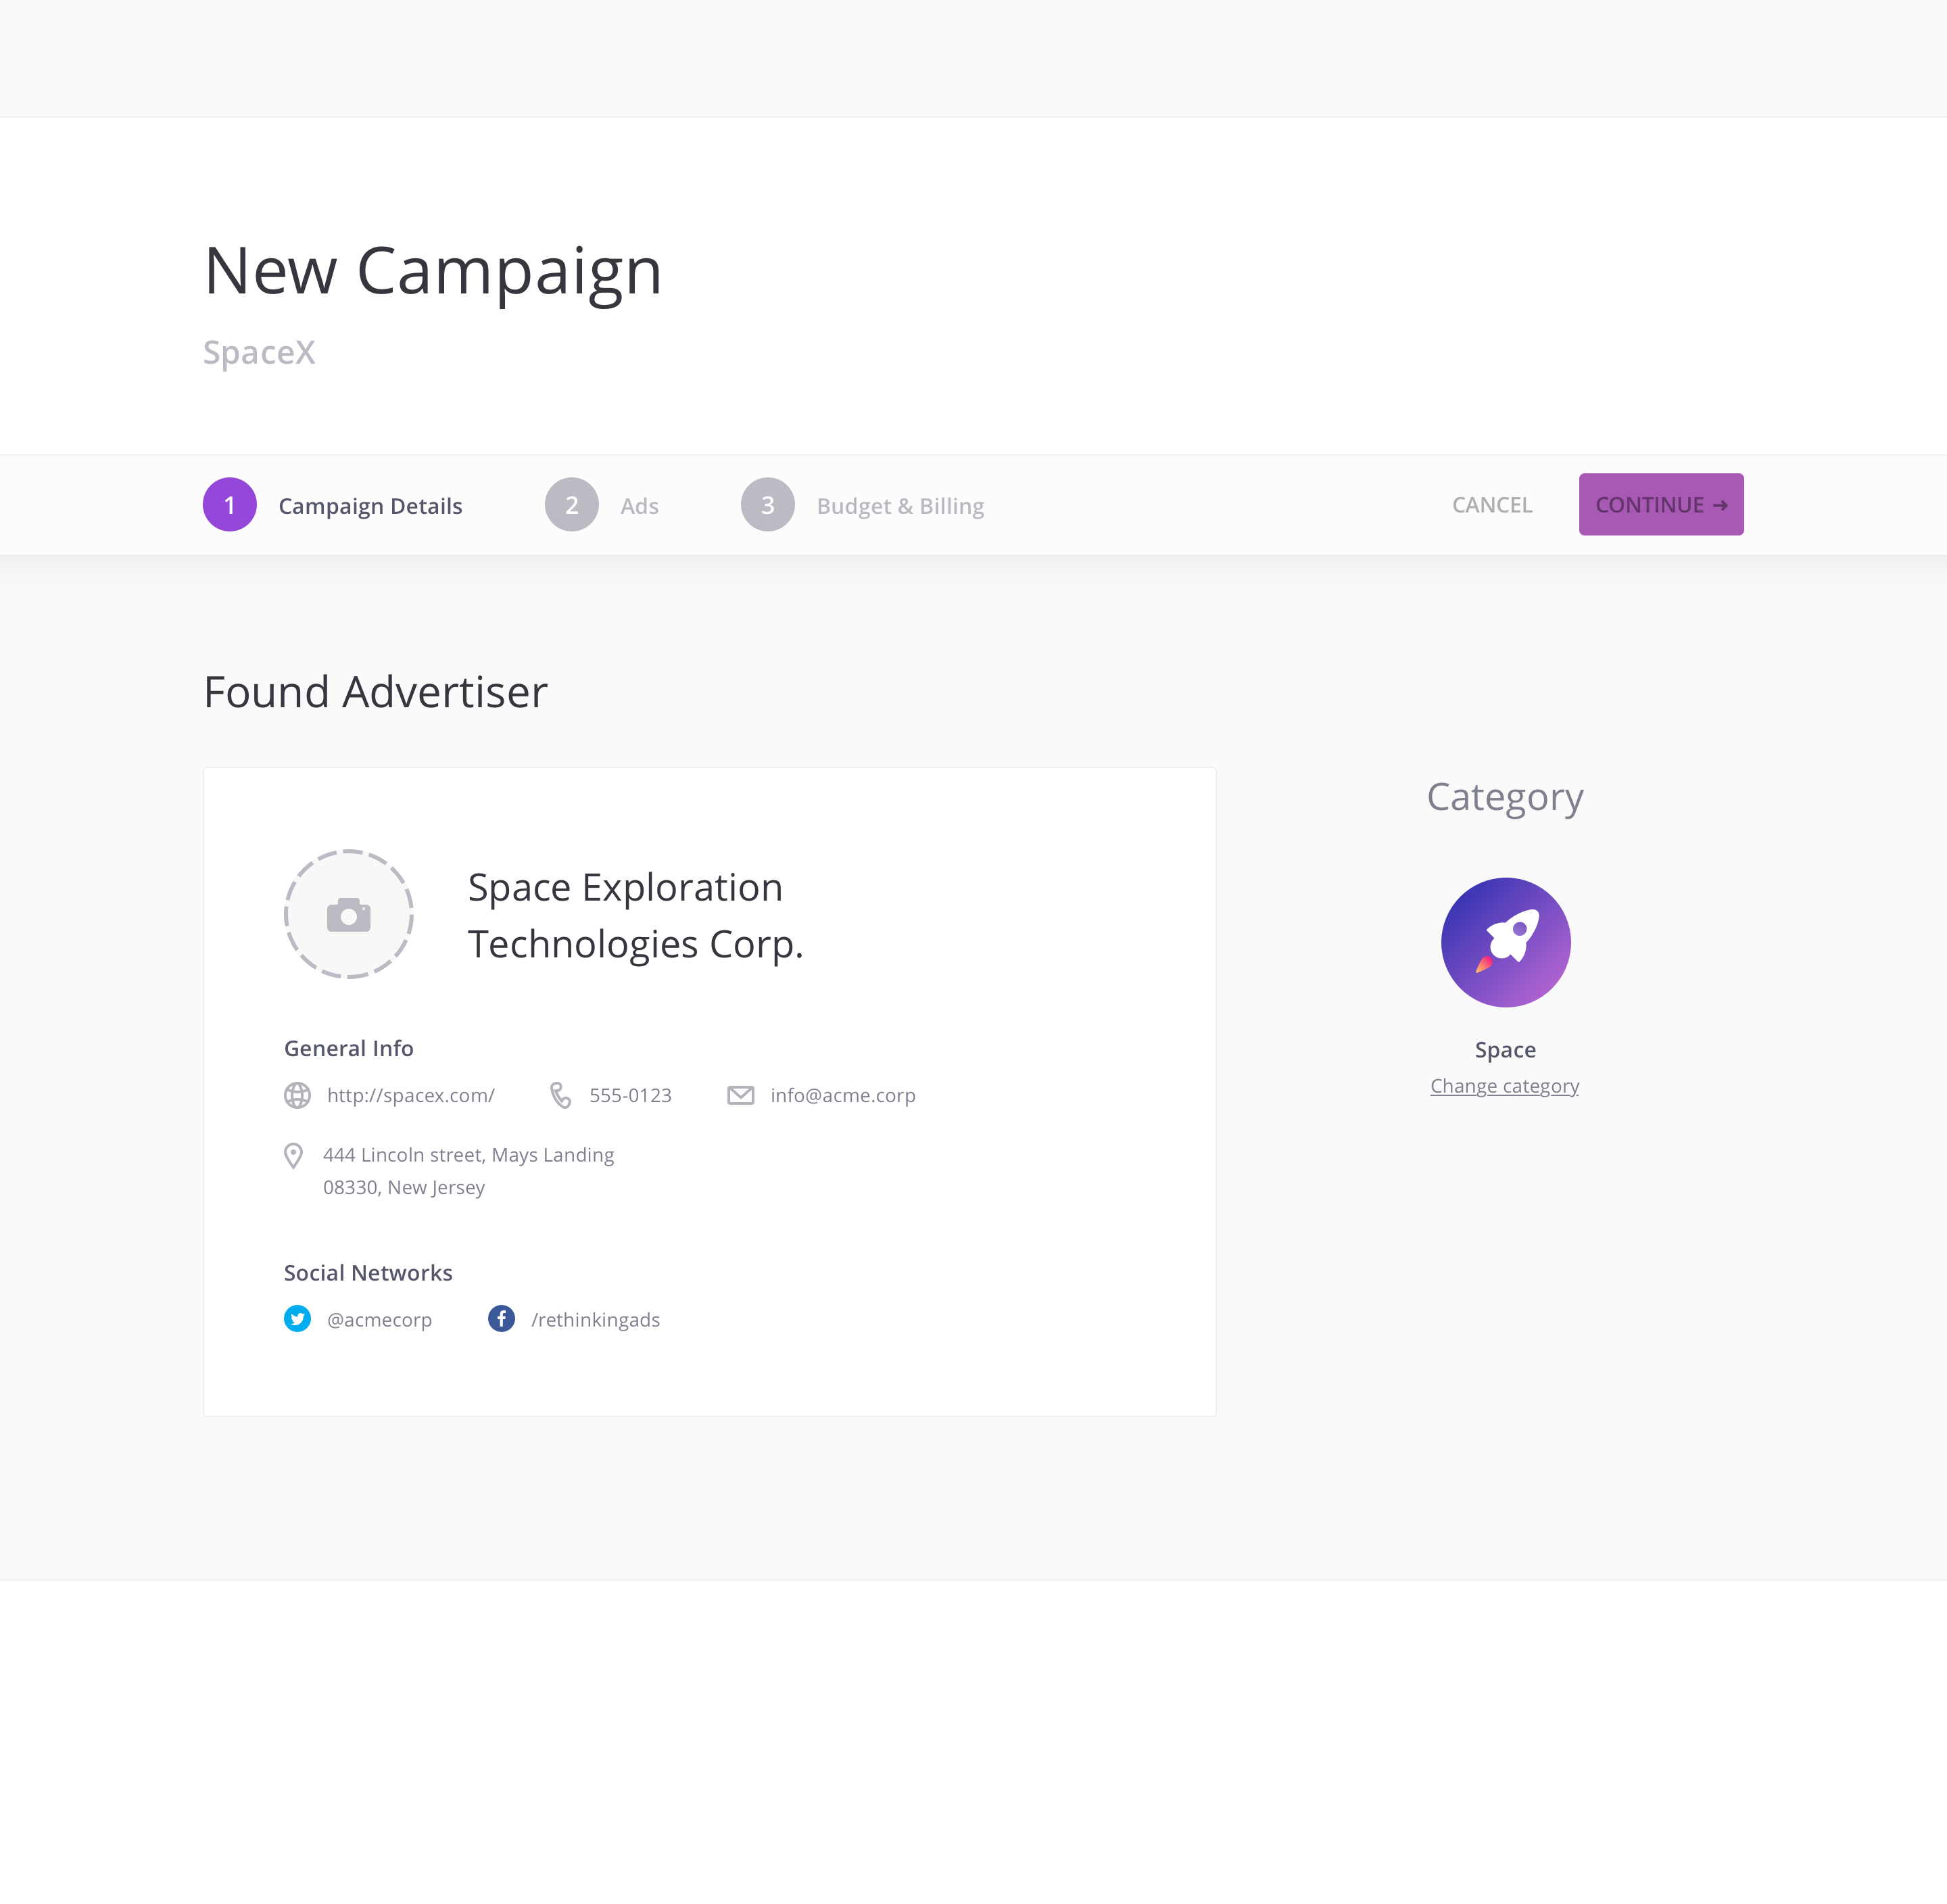 New Campaign
SpaceX
1 Campaign Details 2 Ads 3 Budget & Billing CANCEL CONTINUE ➔
Found Advertiser
Category
Space Exploration
Technologies Corp.
General Info
http://spacex.com/ 555-0123 info@acme.corp
444 Lincoln street, Mays Landing
08330, New Jersey
Social Networks
@acmecorp /rethinkingads
Space
Change category